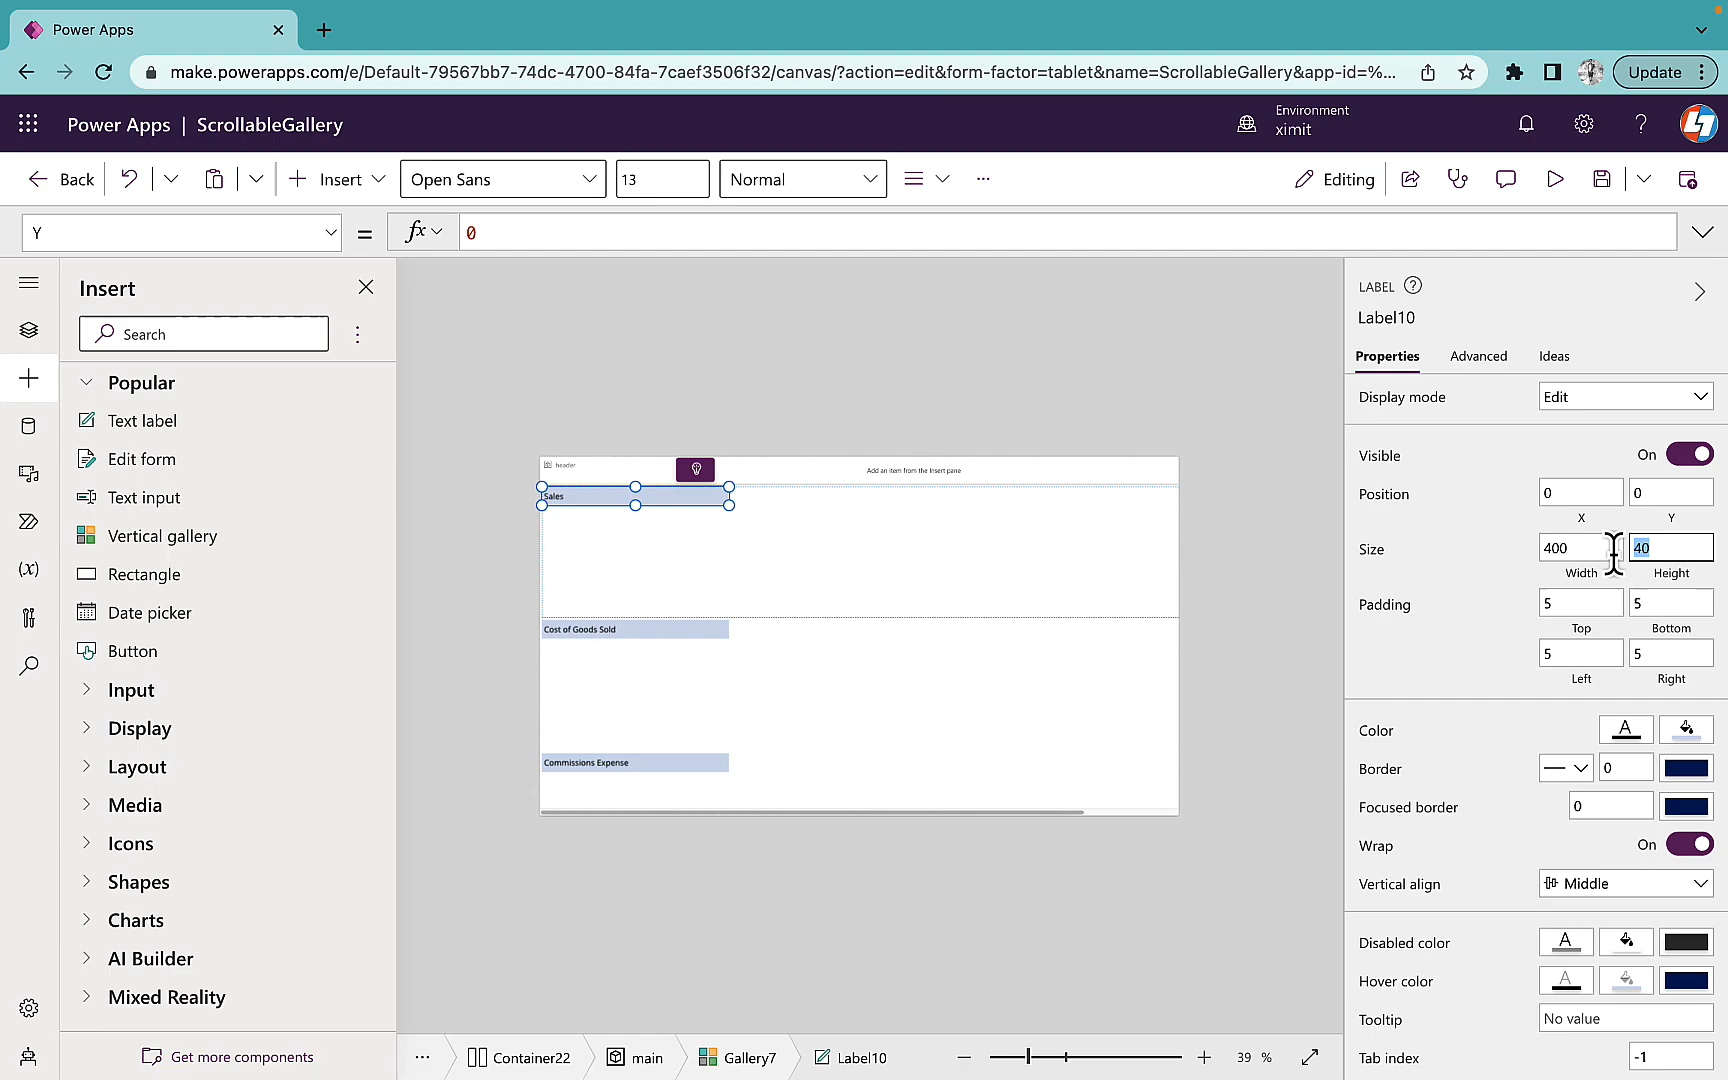 Power Apps
make.powerapps.com/e/Default-79567bb7-74dc-4700-84fa-7caef3506f32/canvas/?action=edit&form-factor=tablet&name=ScrollableGallery&app-id=%...
Update
Power Apps | ScrollableGallery
Environment
ximit
Back
Insert
Open Sans
13
Normal
...
Editing
Y
=
fx
0
Insert
Search
Popular
Text label
Edit form
Text input
Vertical gallery
Rectangle
Date picker
Button
Input
Display
Layout
Media
Icons
Shapes
Charts
AI Builder
Mixed Reality
Get more components
header
Add an item from the Insert pane
Sales
Cost of Goods Sold
Commissions Expense
...
Container22
main
Gallery7
Label10
39 %
LABEL
Label10
Properties
Advanced
Ideas
Display mode
Edit
Visible
On
Position
0
0
X
Y
Size
400
40
Width
Height
Padding
5
5
Top
Bottom
5
5
Left
Right
Color
Border
0
Focused border
0
Wrap
On
Vertical align
Middle
Disabled color
Hover color
Tooltip
No value
Tab index
-1